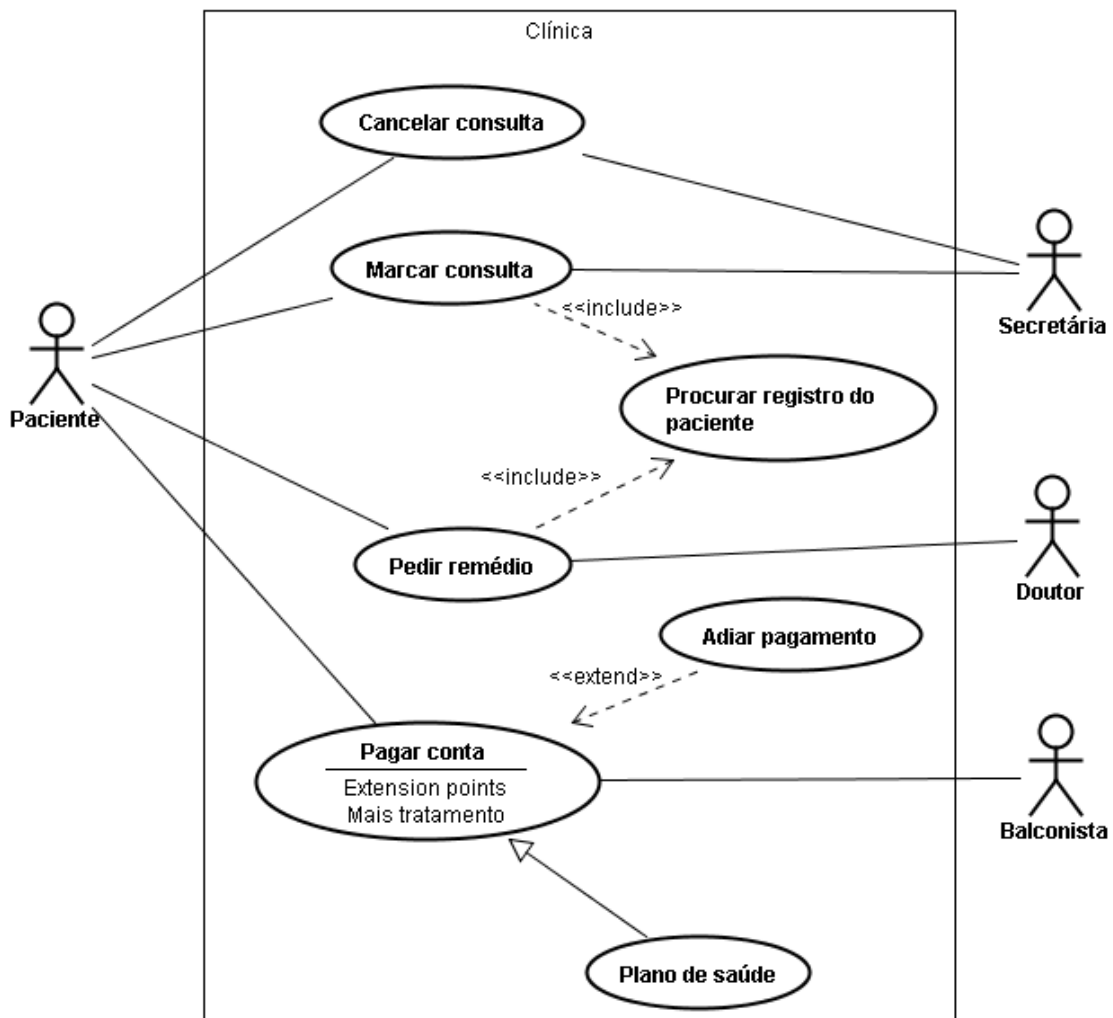 Clínica
Cancelar consulta
Marcar consulta
<<include>>
Secretária
Paciente
Procurar registro do
paciente
<<include>>
Pedir remédio
Doutor
Adiar pagamento
<<extend>>
Pagar conta
Extension points
Mais tratamento
Balconista
Plano de saúde